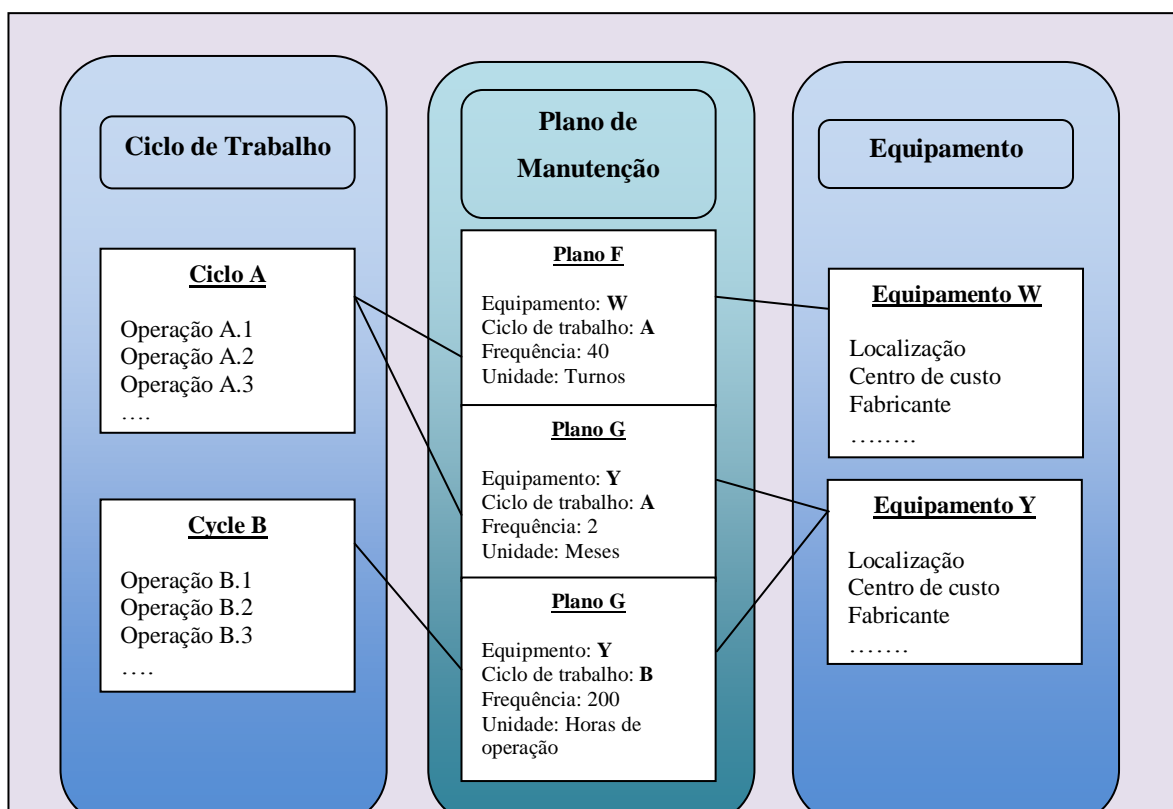 Ciclo de Trabalho
Ciclo A
Operação A.1
Operação A.2
Operação A.3
….
Cycle B
Operação B.1
Operação B.2
Operação B.3
….
Plano de
Manutenção
Plano F
Equipamento: W
Ciclo de trabalho: A
Frequência: 40
Unidade: Turnos
Plano G
Equipamento: Y
Ciclo de trabalho: A
Frequência: 2
Unidade: Meses
Plano G
Equipmento: Y
Ciclo de trabalho: B
Frequência: 200
Unidade: Horas de
operação
Equipamento
Equipamento W
Localização
Centro de custo
Fabricante
……..
Equipamento Y
Localização
Centro de custo
Fabricante
…….